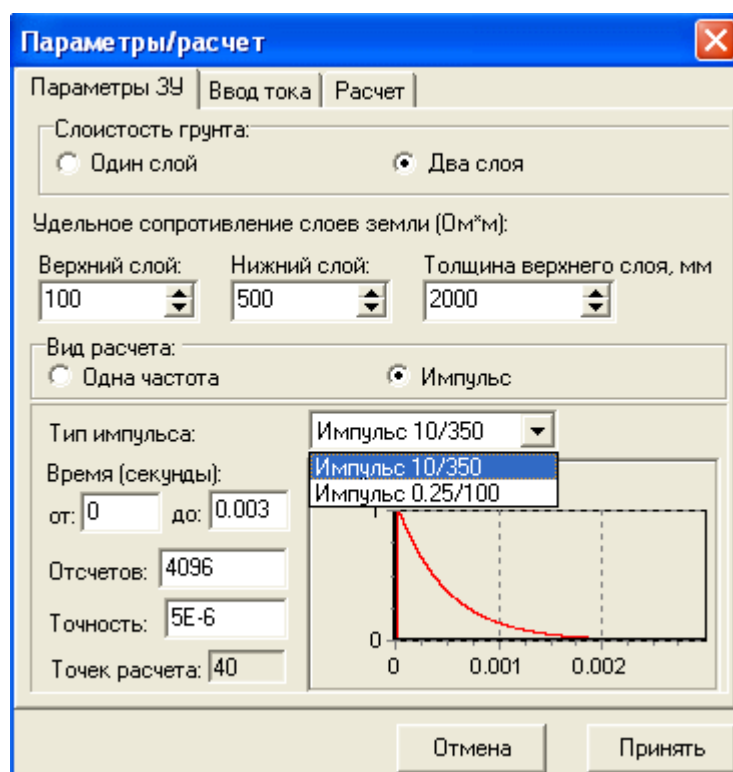 Параметры/расчет
Параметры ЗУ Ввод тока Расчет
Слоистость грунта:
Один слой Два слоя
Удельное сопротивление слоев земли (Ом*м):
Верхний слой: Нижний слой: Толщина верхнего слоя, мм
100 500 2000
Вид расчета:
Одна частота Импульс
Тип импульса: Импульс 10/350
Импульс 10/350
Импульс 0.25/100
Время (секунды):
от: 0 до: 0.003
Отсчетов: 4096
Точность: 5E-6
Точек расчета: 40
1
0
0 0.001 0.002
Отмена Принять